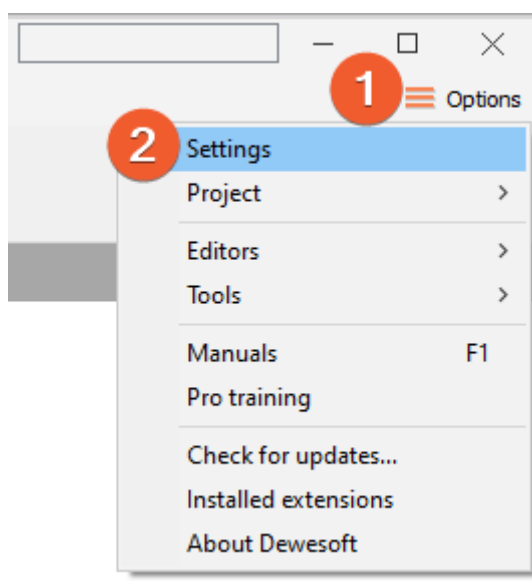 1
Options
2
Settings
Project
Editors
Tools
Manuals F1
Pro training
Check for updates...
Installed extensions
About Dewesoft